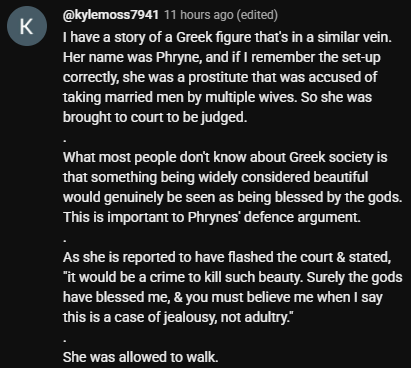 K
@kylemoss7941 11 hours ago (edited)
I have a story of a Greek figure that's in a similar vein.
Her name was Phryne, and if I remember the set-up
correctly, she was a prostitute that was accused of
taking married men by multiple wives. So she was
brought to court to be judged.
.
What most people don't know about Greek society is
that something being widely considered beautiful
would genuinely be seen as being blessed by the gods.
This is important to Phrynes' defence argument.
.
As she is reported to have flashed the court & stated,
"it would be a crime to kill such beauty. Surely the gods
have blessed me, & you must believe me when I say
this is a case of jealousy, not adultry."
.
She was allowed to walk.